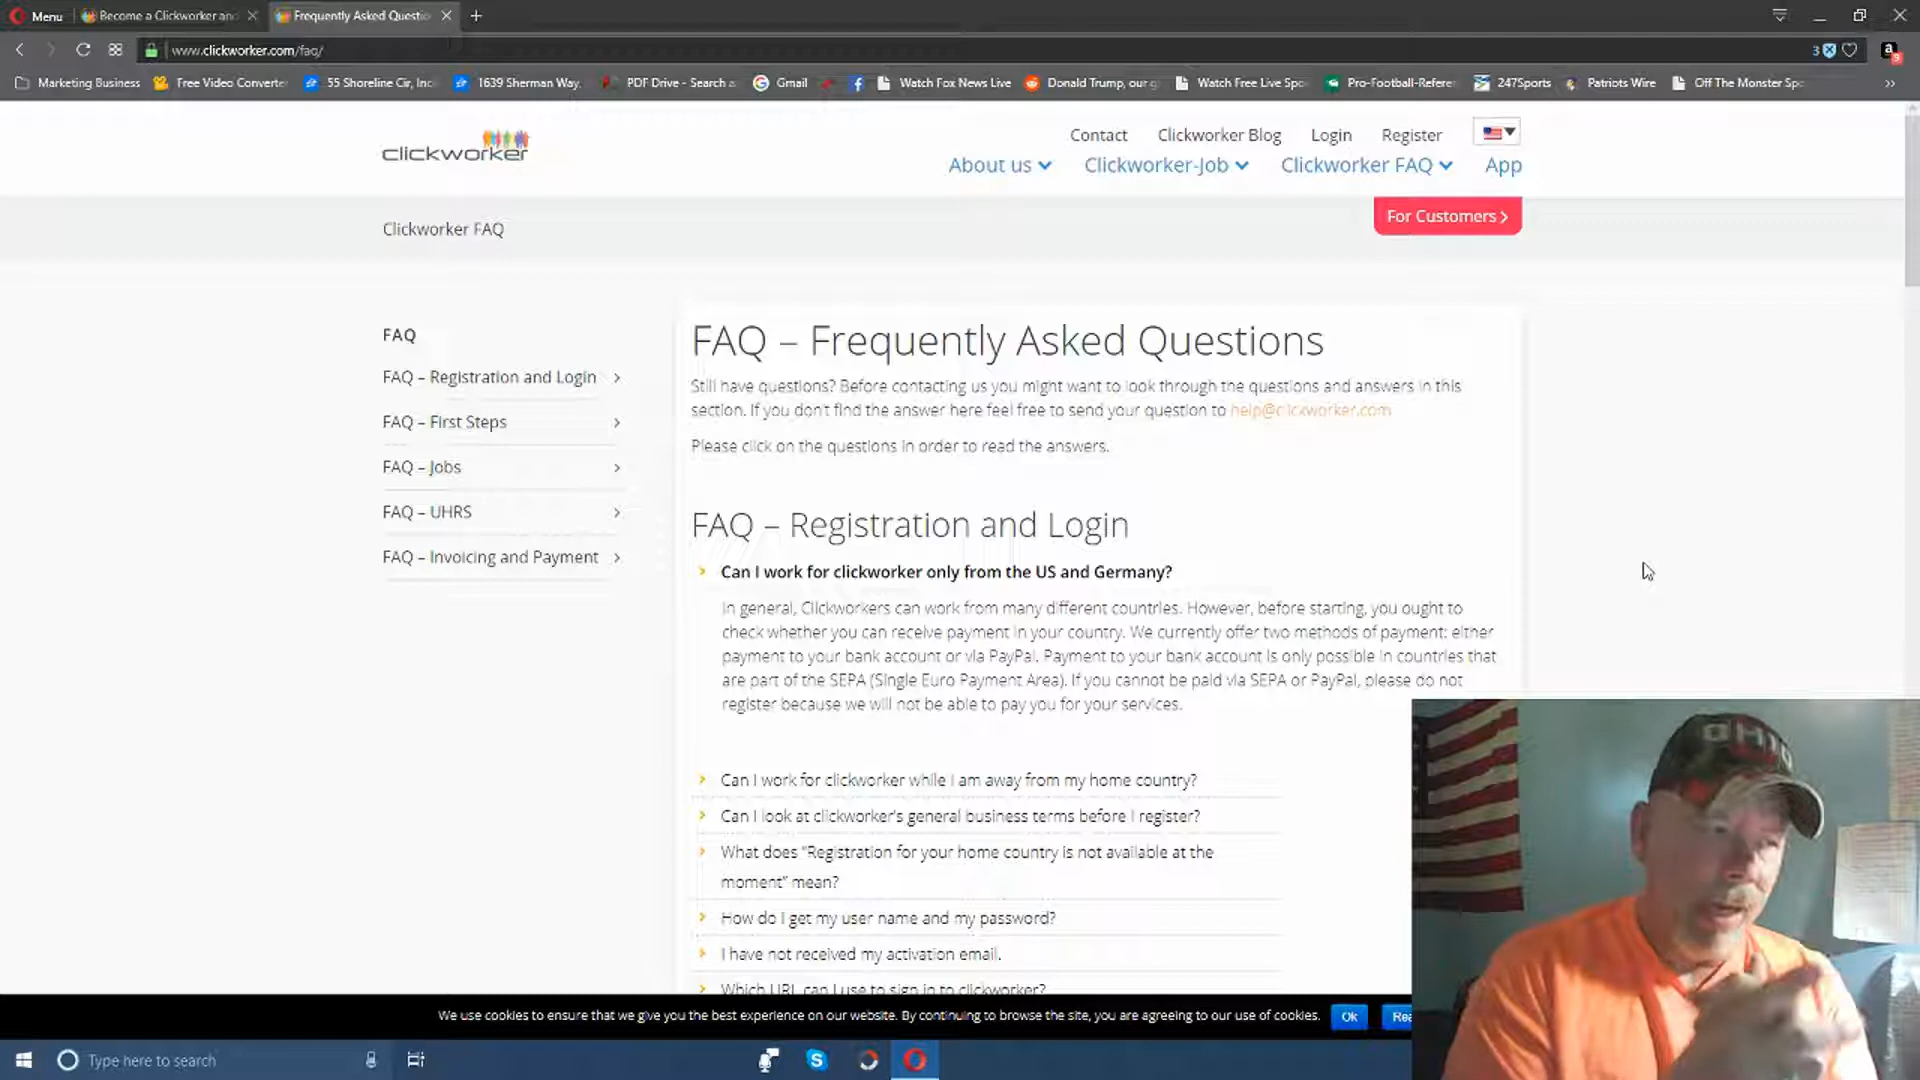 Menu
Become a Clickworker and
Frequently Asked Questio
www.clickworker.com/faq/
3
9
Marketing Business
Free Video Converte
55 Shoreline Cir, Inc
1639 Sherman Way,
PDF Drive - Search a
Gmail
Watch Fox News Live
Donald Trump, our g
Watch Free Live Spo
Pro-Football-Refere
247Sports
Patriots Wire
Off The Monster Spo
clickworker
Contact
Clickworker Blog
Login
Register
About us
Clickworker-Job
Clickworker FAQ
App
For Customers
Clickworker FAQ
FAQ
FAQ – Registration and Login
FAQ – First Steps
FAQ – Jobs
FAQ – UHRS
FAQ – Invoicing and Payment
FAQ – Frequently Asked Questions
Still have questions? Before contacting us you might want to look through the questions and answers in this
section. If you don't find the answer here feel free to send your question to help@clickworker.com
Please click on the questions in order to read the answers.
FAQ – Registration and Login
Can I work for clickworker only from the US and Germany?
In general, Clickworkers can work from many different countries. However, before starting, you ought to
check whether you can receive payment in your country. We currently offer two methods of payment: either
payment to your bank account or via PayPal. Payment to your bank account is only possible in countries that
are part of the SEPA (Single Euro Payment Area). If you cannot be paid via SEPA or PayPal, please do not
register because we will not be able to pay you for your services.
Can I work for clickworker while I am away from my home country?
Can I look at clickworker's general business terms before I register?
What does "Registration for your home country is not available at the
moment" mean?
How do I get my user name and my password?
I have not received my activation email.
Which URL can I use to sign in to clickworker?
We use cookies to ensure that we give you the best experience on our website. By continuing to browse the site, you are agreeing to our use of cookies.
Ok
Rea
OHIO
Type here to search